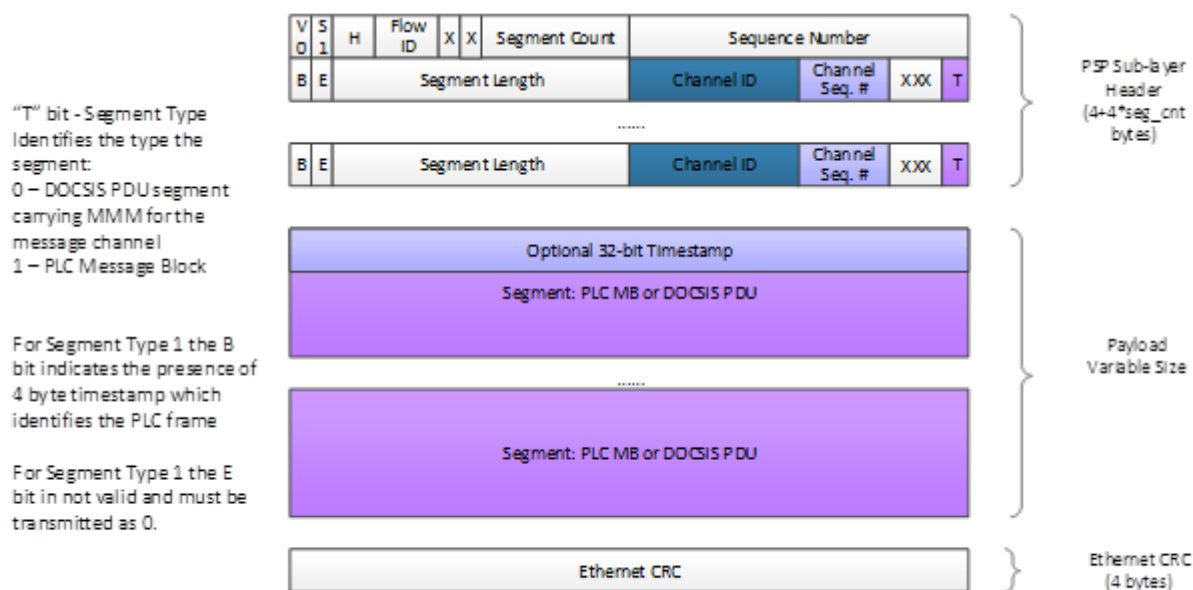 V 0 S 1 H Flow ID X X Segment Count Sequence Number
B E Segment Length Channel ID Channel Seq. # XXX T
......
B E Segment Length Channel ID Channel Seq. # XXX T
PSP Sub-layer
Header
(4+4*seg_cnt
bytes)
"T" bit - Segment Type
Identifies the type the
segment:
0 – DOCSIS PDU segment
carrying MMM for the
message channel
1 – PLC Message Block
For Segment Type 1 the B
bit indicates the presence of
4 byte timestamp which
identifies the PLC frame
For Segment Type 1 the E
bit in not valid and must be
transmitted as 0.
Optional 32-bit Timestamp
Segment: PLC MB or DOCSIS PDU
......
Segment: PLC MB or DOCSIS PDU
Payload
Variable Size
Ethernet CRC
Ethernet CRC
(4 bytes)